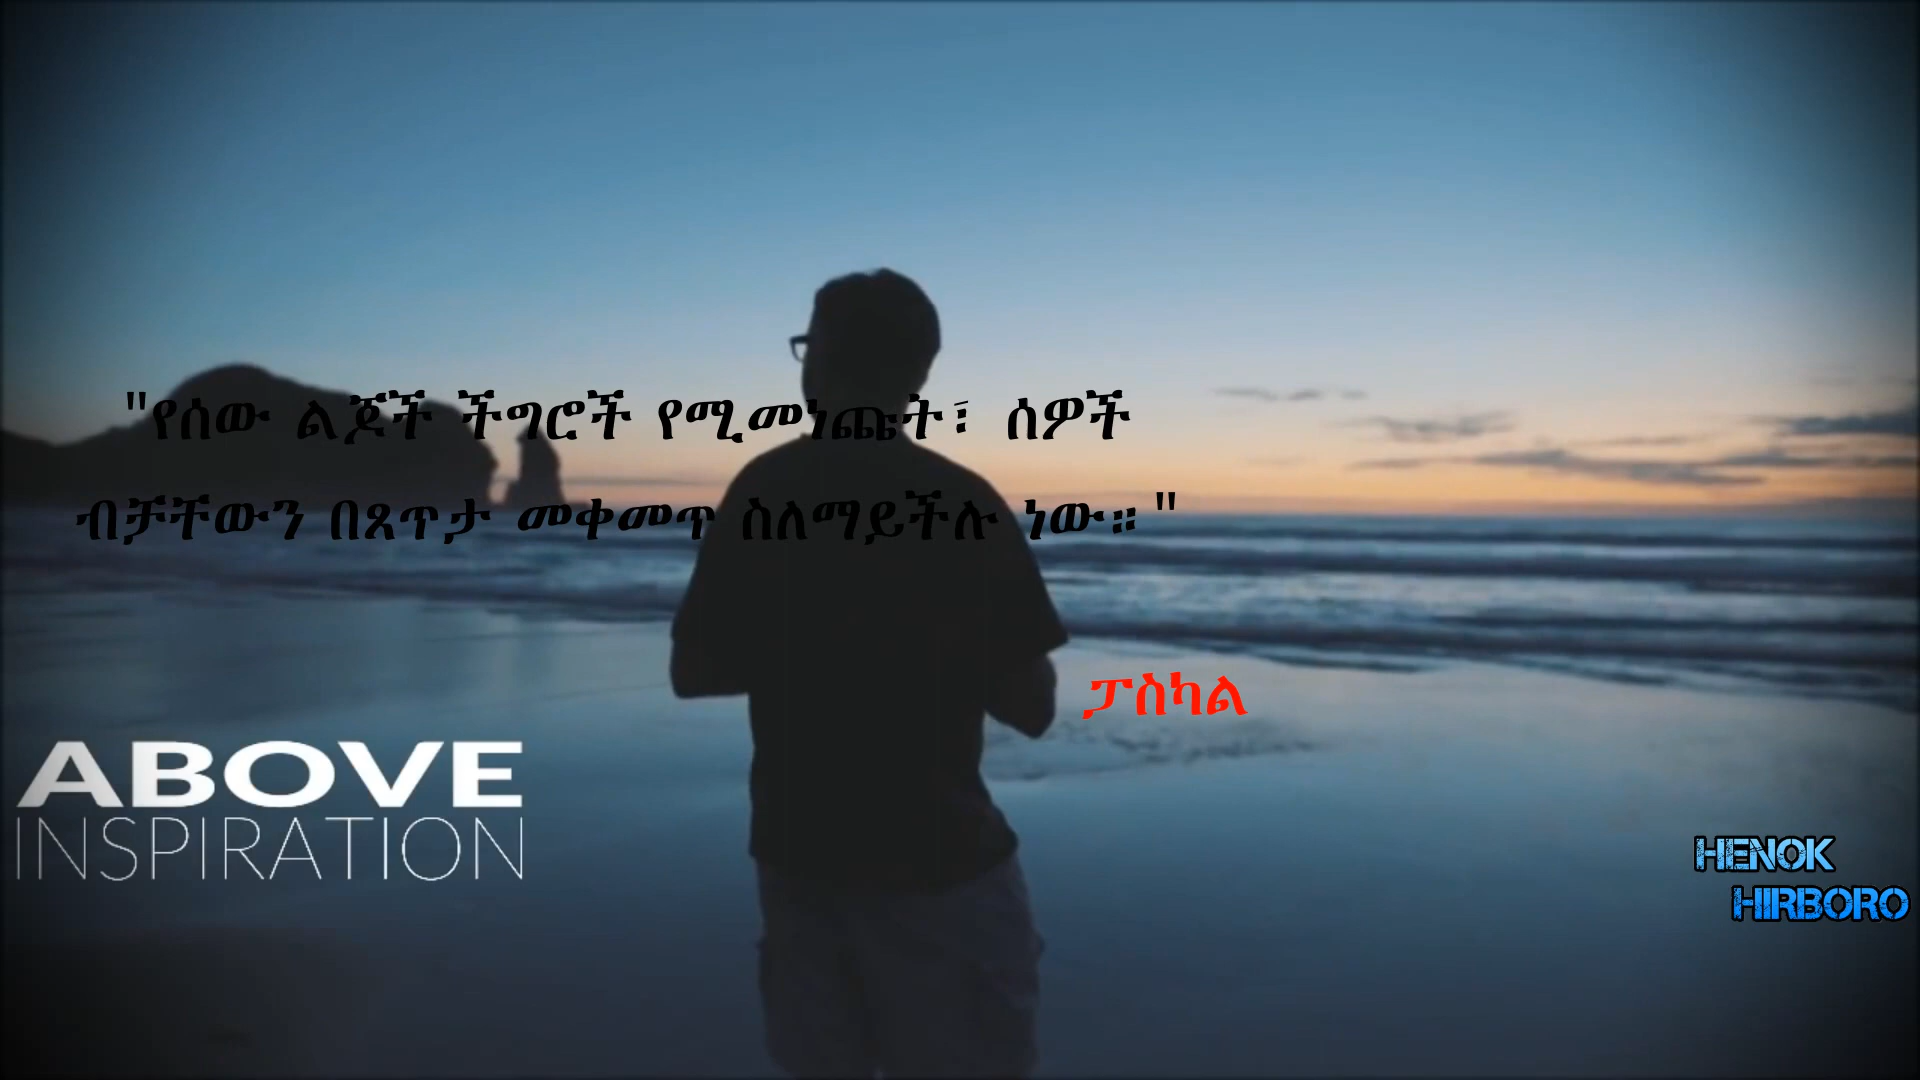 "የሰው ልጆች ችግሮች የሚመነጩት፣ ሰዎች
ብቻቸውን በጸጥታ መቀመጥ ስለማይችሉ ነው።"
ፓስካል
ABOVE
INSPIRATION
HENOK
HIRBORO